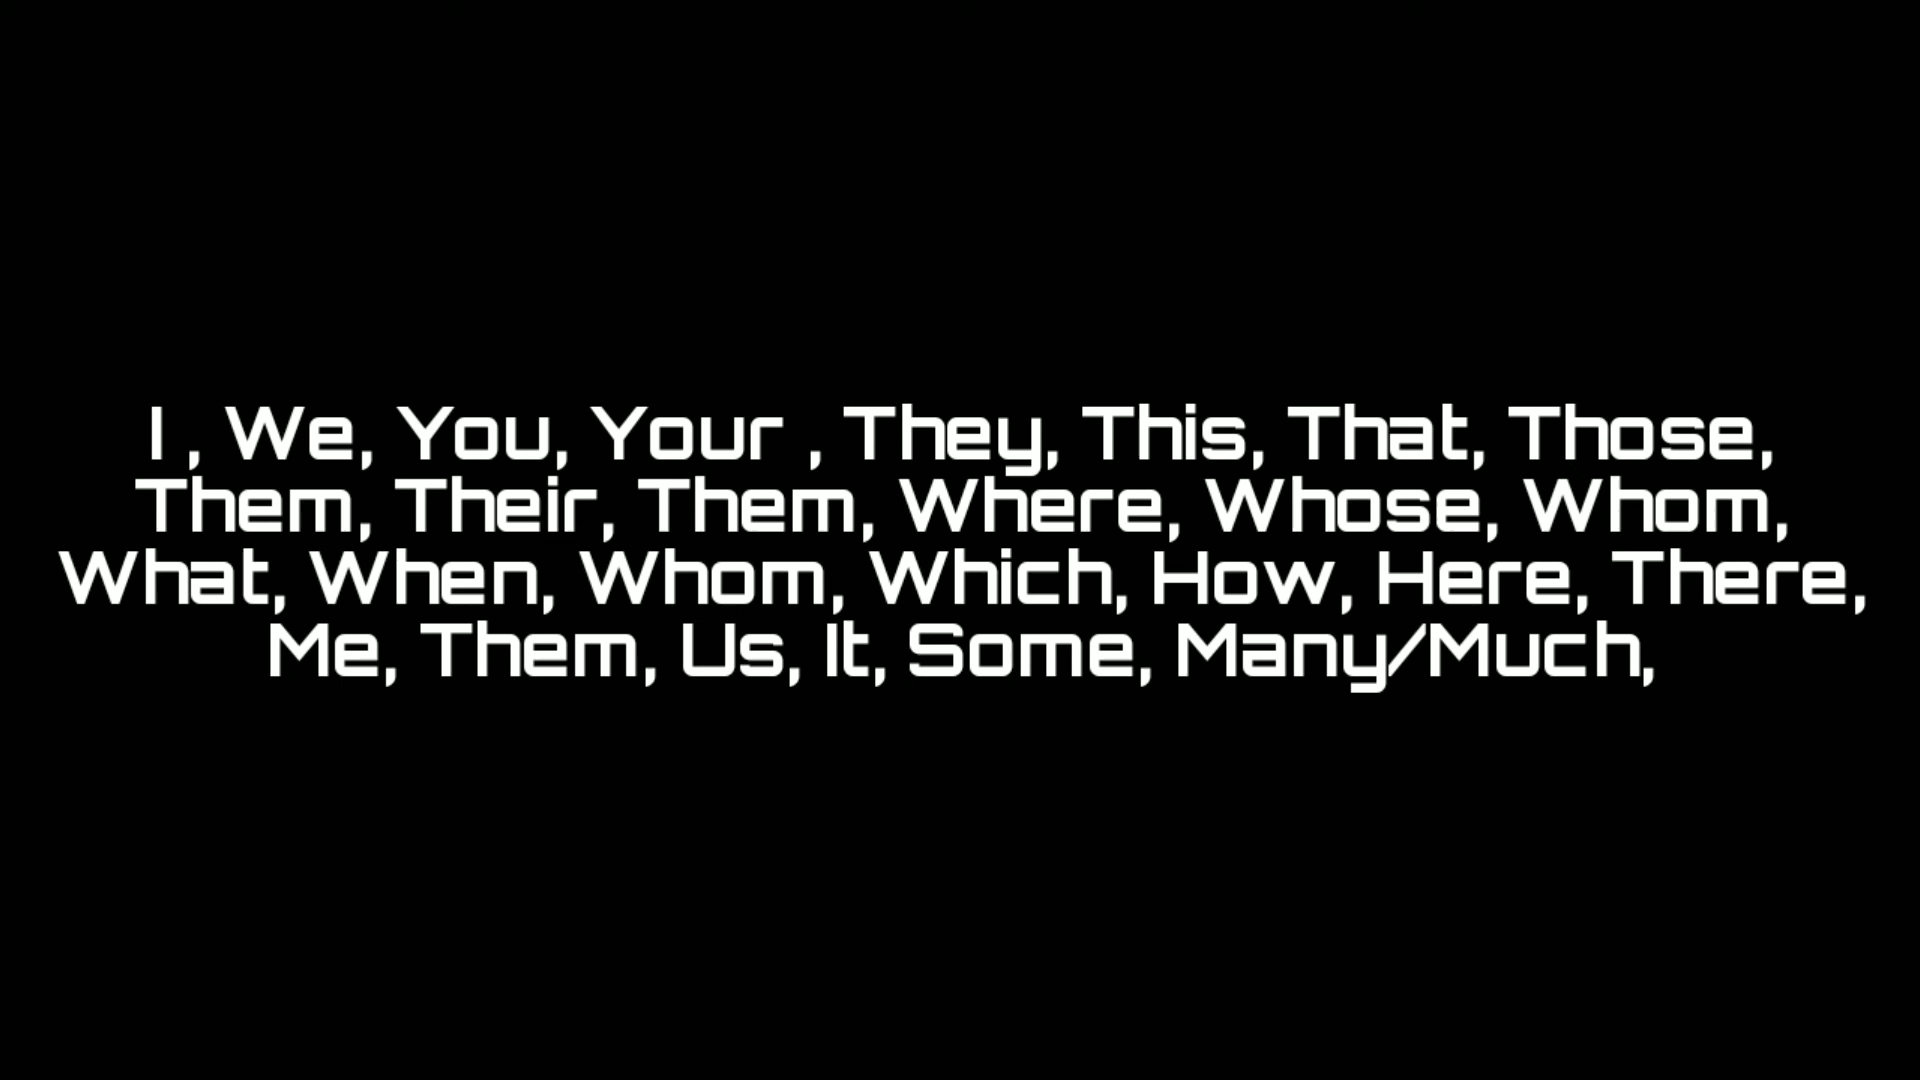 I , We, You, Your , They, This, That, Those,
Them, Their, Them, Where, Whose, Whom,
What, When, Whom, Which, How, Here, There,
Me, Them, Us, It, Some, Many/Much,